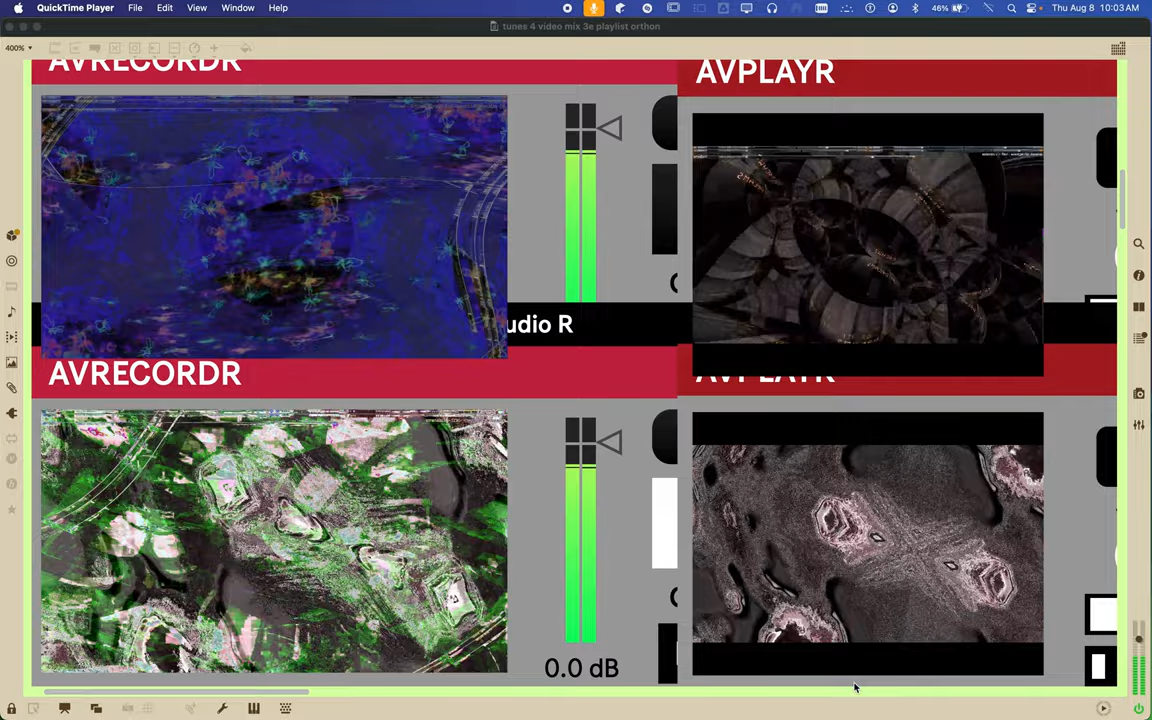 QuickTime Player File Edit View Window Help
46% Thu Aug 8 10:03 AM
tunes 4 video mix 3e playlist orthon
400%
AVRECORDR
AVPLAYR
udio R
AVRECORDR
AVPLAYR
0.0 dB